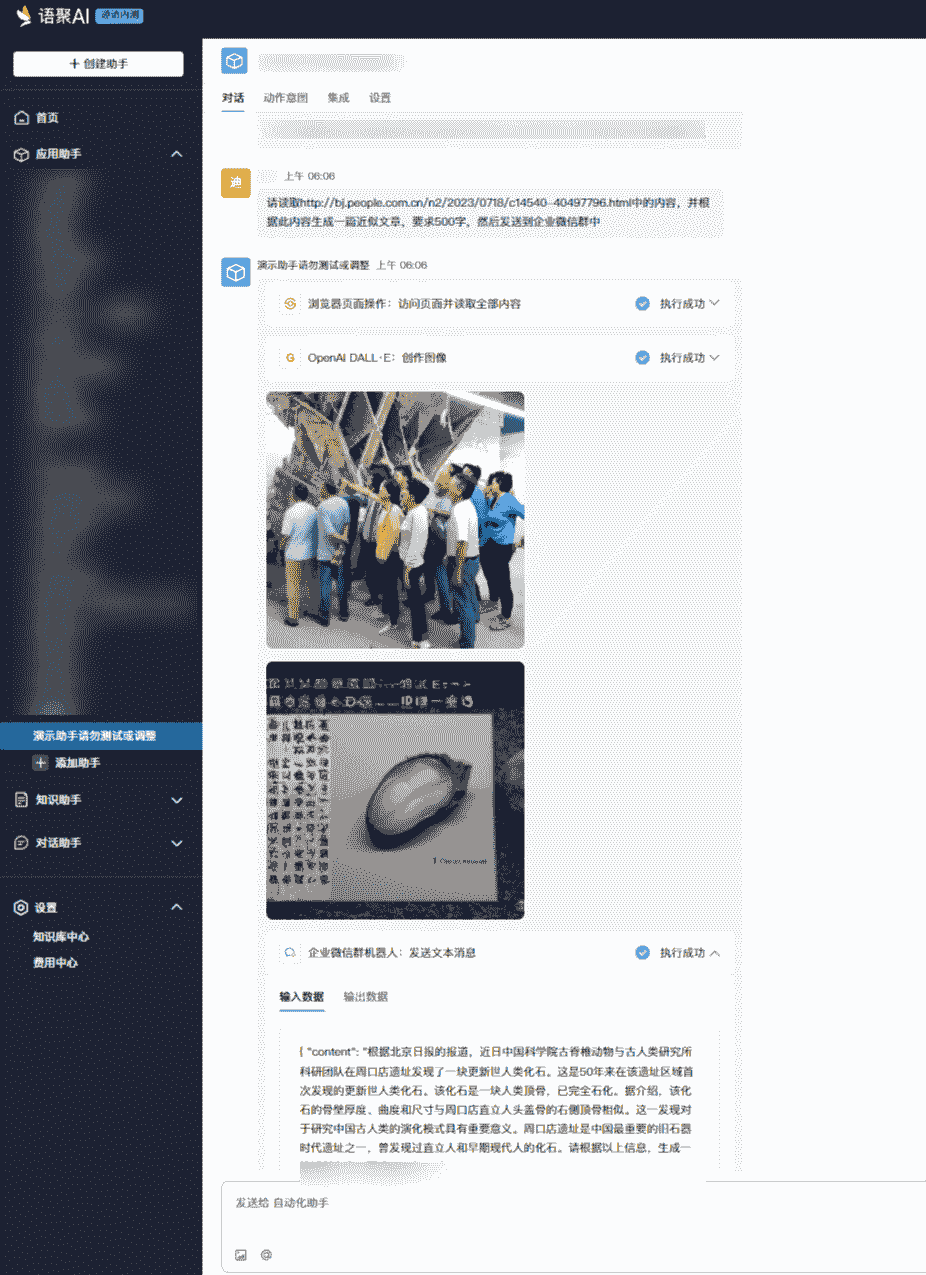 语聚AI 邀请内测
+ 创建助手
首页
应用助手
演示助手请勿测试或调整
+ 添加助手
知识助手
对话助手
设置
知识库中心
费用中心
对话 动作意图 集成 设置
迪
上午 06:06
请读取http://bj.people.com.cn/n2/2023/0718/c14540-40497796.html中的内容，并根
据此内容生成一篇近似文章，要求500字，然后发送到企业微信群中
演示助手请勿测试或调整 上午 06:06
浏览器页面操作：访问页面并读取全部内容 执行成功
OpenAI DALL·E：创作图像 执行成功
企业微信群机器人：发送文本消息 执行成功
输入数据 输出数据
{ "content": "根据北京日报的报道，近日中国科学院古脊椎动物与古人类研究所
科研团队在周口店遗址发现了一块更新世人类化石。这是50年来在该遗址区域首
次发现的更新世人类化石。该化石是一块人类顶骨，已完全石化。据介绍，该化
石的骨壁厚度、曲度和尺寸与周口店直立人头盖骨的右侧顶骨相似。这一发现对
于研究中国古人类的演化模式具有重要意义。周口店遗址是中国最重要的旧石器
时代遗址之一，曾发现过直立人和早期现代人的化石。请根据以上信息，生成一
发送给 自动化助手